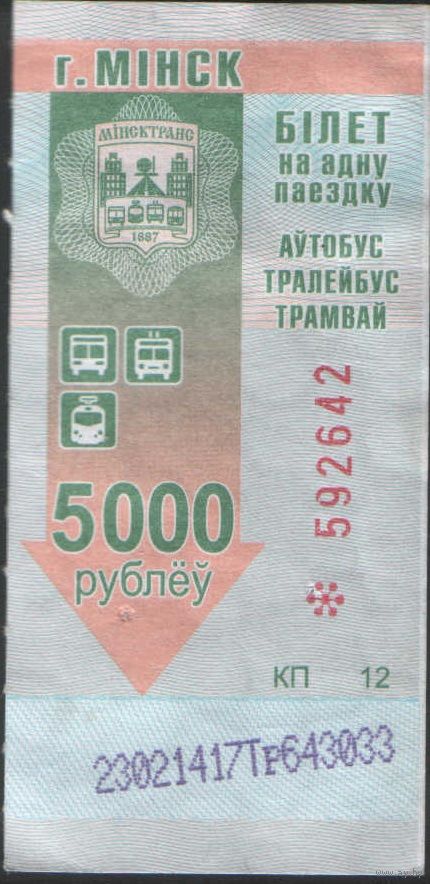 г. МІНСК
МІНСКТРАНС
1887
БІЛЕТ
на адну
паездку
АЎТОБУС
ТРАЛЕЙБУС
ТРАМВАЙ
592642
5000
рублёў
КП 12
23021417Тр643033